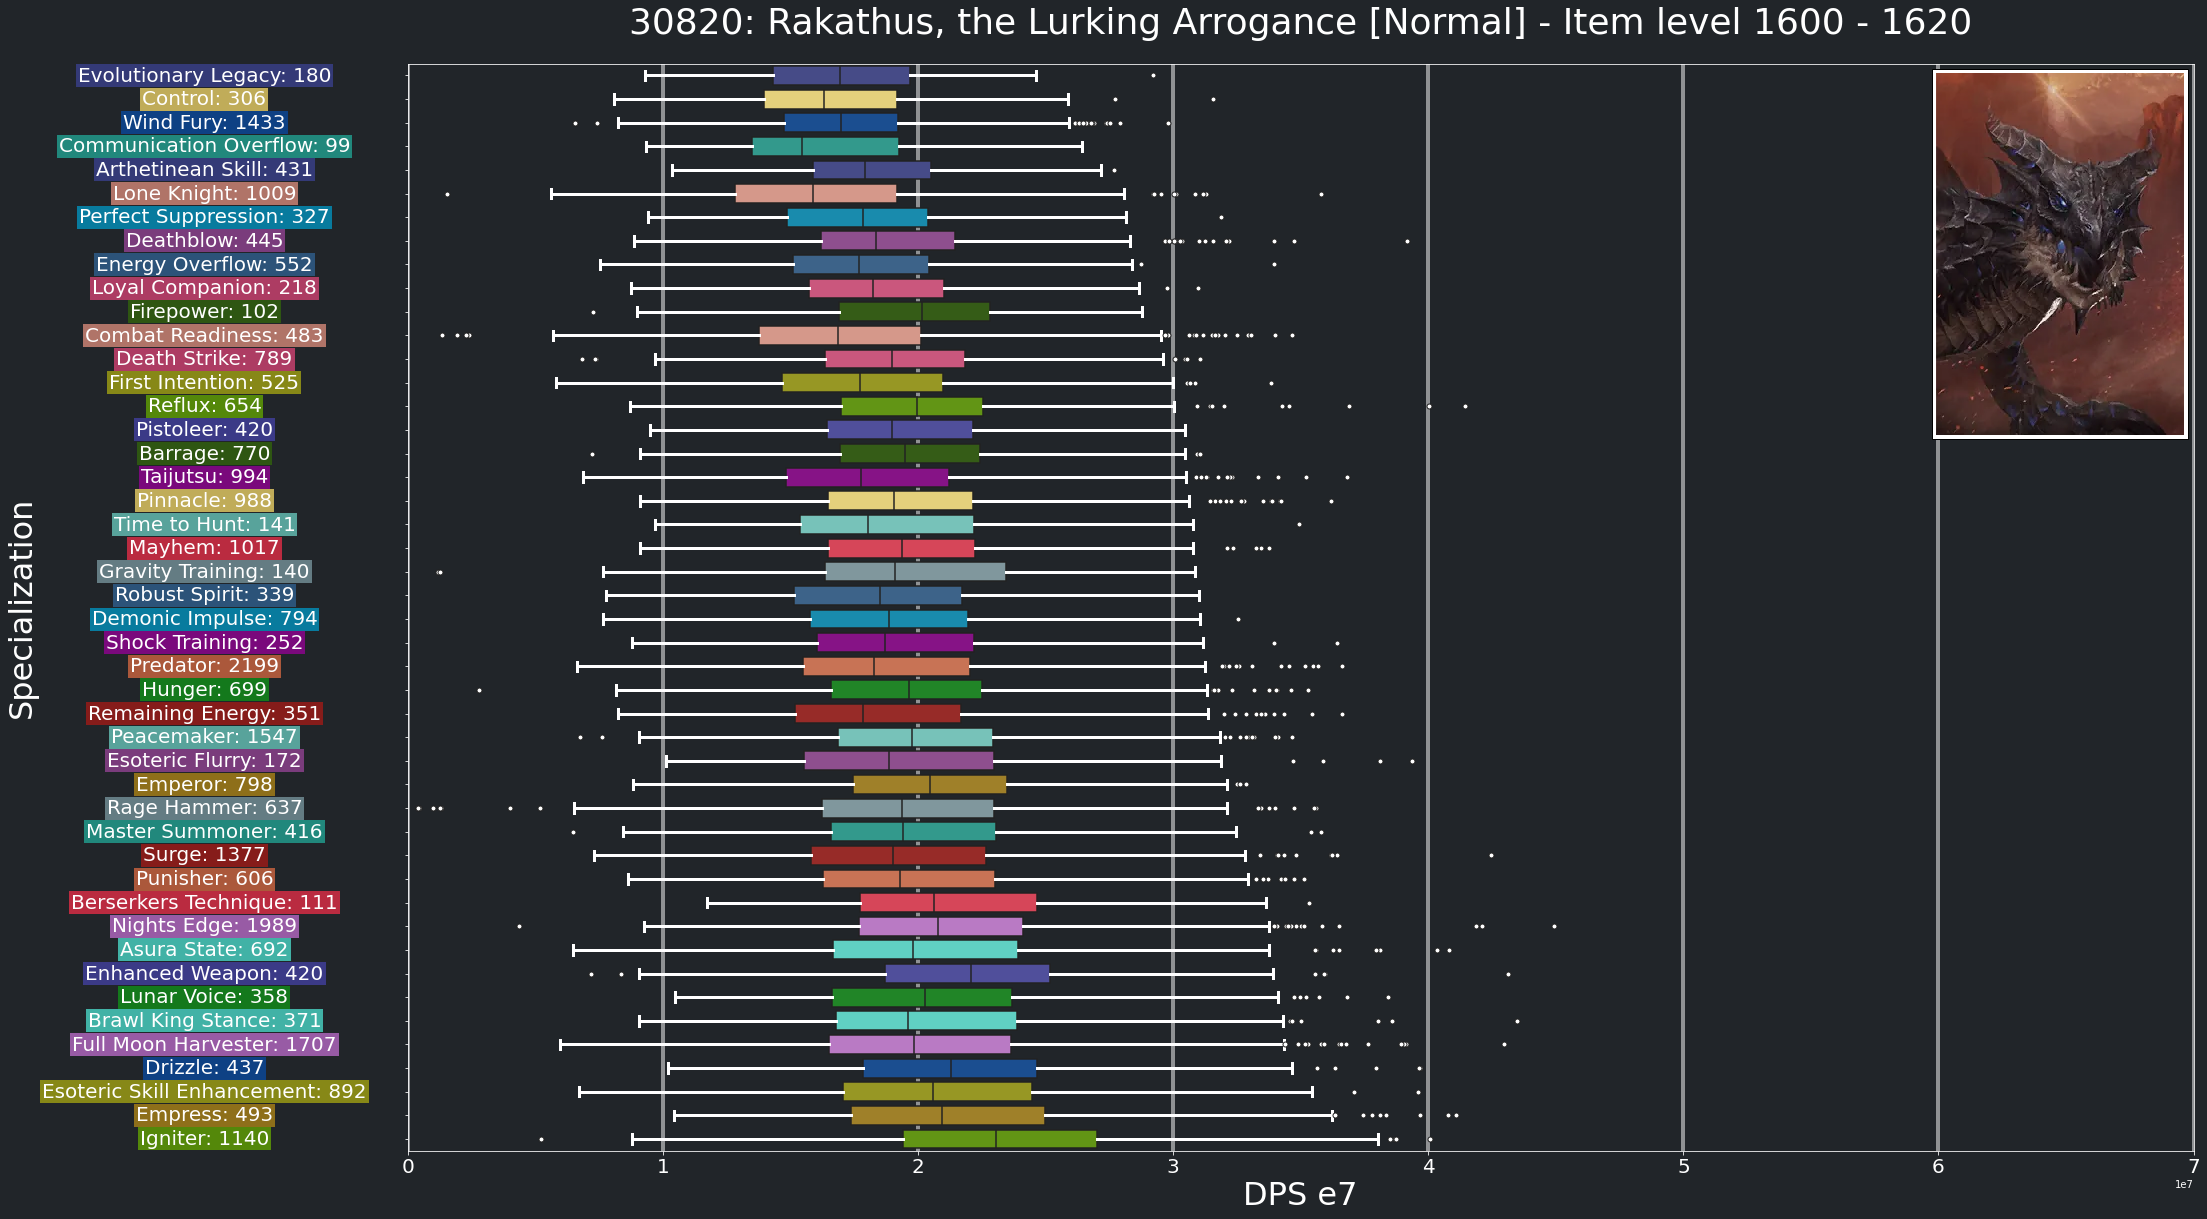 30820: Rakathus, the Lurking Arrogance [Normal] - Item level 1600 - 1620
Specialization
Evolutionary Legacy: 180
Control: 306
Wind Fury: 1433
Communication Overflow: 99
Arthetinean Skill: 431
Lone Knight: 1009
Perfect Suppression: 327
Deathblow: 445
Energy Overflow: 552
Loyal Companion: 218
Firepower: 102
Combat Readiness: 483
Death Strike: 789
First Intention: 525
Reflux: 654
Pistoleer: 420
Barrage: 770
Taijutsu: 994
Pinnacle: 988
Time to Hunt: 141
Mayhem: 1017
Gravity Training: 140
Robust Spirit: 339
Demonic Impulse: 794
Shock Training: 252
Predator: 2199
Hunger: 699
Remaining Energy: 351
Peacemaker: 1547
Esoteric Flurry: 172
Emperor: 798
Rage Hammer: 637
Master Summoner: 416
Surge: 1377
Punisher: 606
Berserkers Technique: 111
Nights Edge: 1989
Asura State: 692
Enhanced Weapon: 420
Lunar Voice: 358
Brawl King Stance: 371
Full Moon Harvester: 1707
Drizzle: 437
Esoteric Skill Enhancement: 892
Empress: 493
Igniter: 1140
0 1 2 3 4 5 6 7
1e7
DPS e7